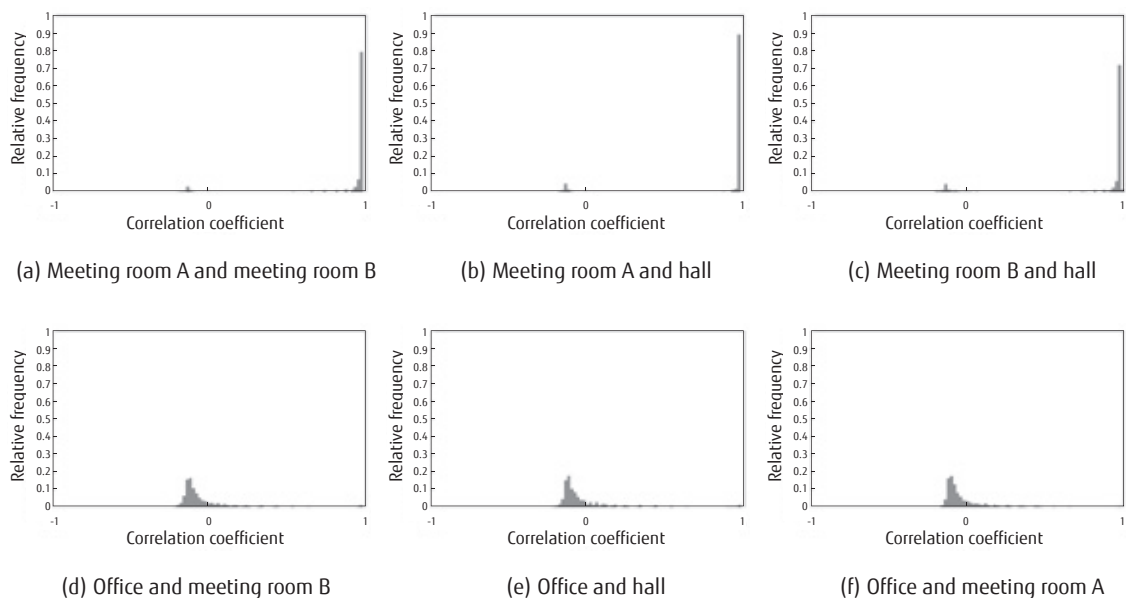 1
0.9
0.8
0.7
0.6
0.5
0.4
0.3
0.2
0.1
0
-1 0 1
Relative frequency
Correlation coefficient
(a) Meeting room A and meeting room B
1
0.9
0.8
0.7
0.6
0.5
0.4
0.3
0.2
0.1
0
-1 0 1
Relative frequency
Correlation coefficient
(b) Meeting room A and hall
1
0.9
0.8
0.7
0.6
0.5
0.4
0.3
0.2
0.1
0
-1 0 1
Relative frequency
Correlation coefficient
(c) Meeting room B and hall
1
0.9
0.8
0.7
0.6
0.5
0.4
0.3
0.2
0.1
0
-1 0 1
Relative frequency
Correlation coefficient
(d) Office and meeting room B
1
0.9
0.8
0.7
0.6
0.5
0.4
0.3
0.2
0.1
0
-1 0 1
Relative frequency
Correlation coefficient
(e) Office and hall
1
0.9
0.8
0.7
0.6
0.5
0.4
0.3
0.2
0.1
0
-1 0 1
Relative frequency
Correlation coefficient
(f) Office and meeting room A